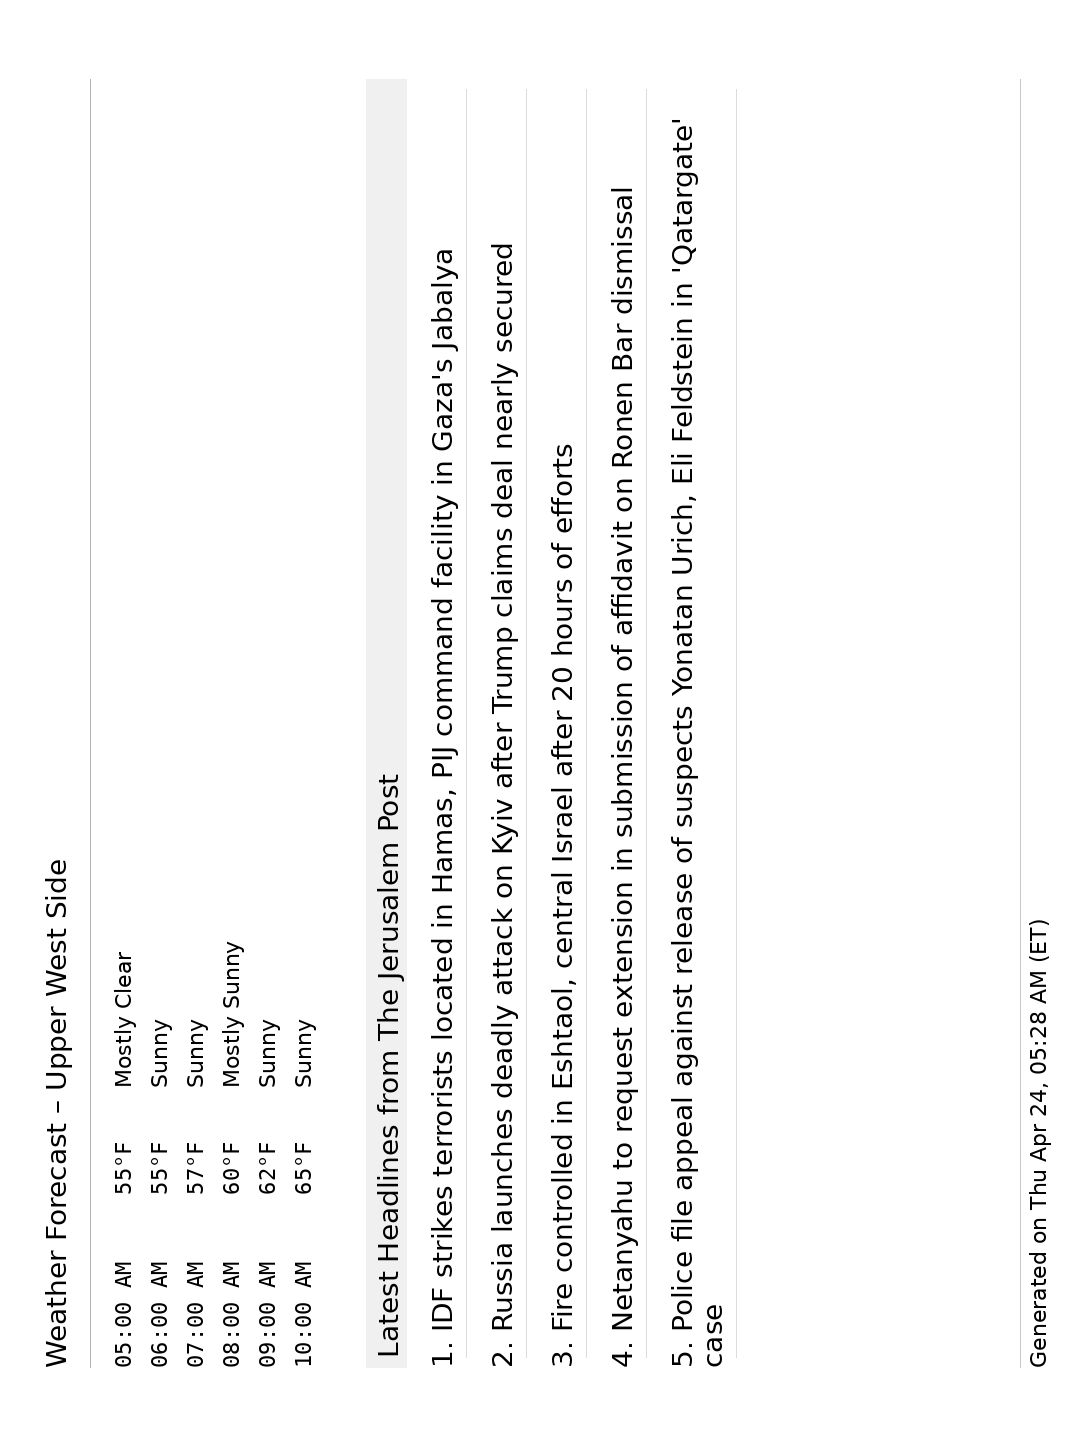 Weather Forecast – Upper West Side
05:00 AM 55°F Mostly Clear
06:00 AM 55°F Sunny
07:00 AM 57°F Sunny
08:00 AM 60°F Mostly Sunny
09:00 AM 62°F Sunny
10:00 AM 65°F Sunny
Latest Headlines from The Jerusalem Post
1. IDF strikes terrorists located in Hamas, PIJ command facility in Gaza's Jabalya
2. Russia launches deadly attack on Kyiv after Trump claims deal nearly secured
3. Fire controlled in Eshtaol, central Israel after 20 hours of efforts
4. Netanyahu to request extension in submission of affidavit on Ronen Bar dismissal
5. Police file appeal against release of suspects Yonatan Urich, Eli Feldstein in 'Qatargate'
case
Generated on Thu Apr 24, 05:28 AM (ET)